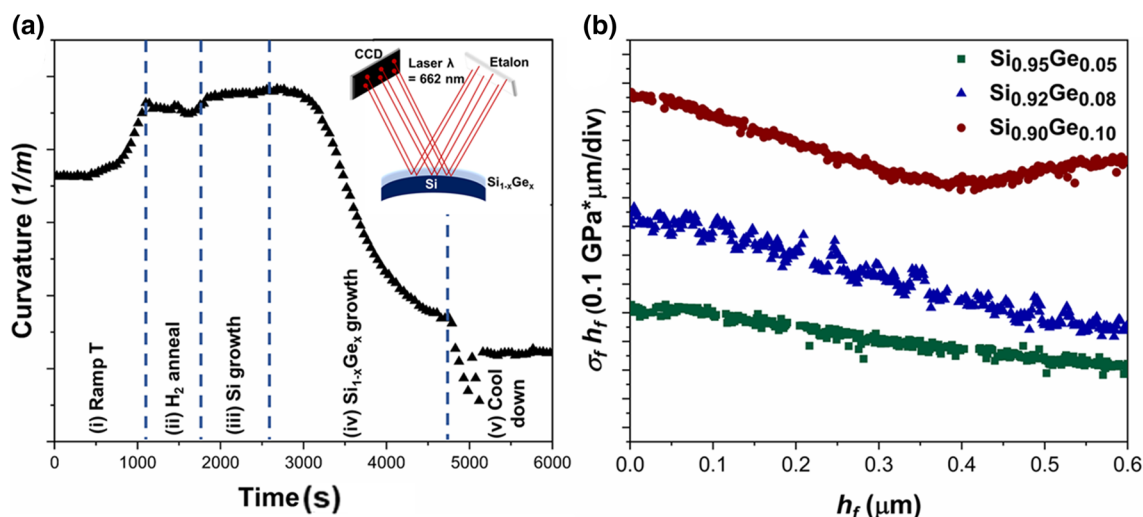 (a)
Curvature (1/m)
CCD
Laser λ
= 662 nm
Etalon
Si
Si₁₋ₓGeₓ
(i) Ramp T
(ii) H₂ anneal
(iii) Si growth
(iv) Si₁₋ₓGeₓ growth
(v) Cool
down
0 1000 2000 3000 4000 5000 6000
Time (s)
(b)
σf hf (0.1 GPa*μm/div)
Si₀.₉₅Ge₀.₀₅
Si₀.₉₂Ge₀.₀₈
Si₀.₉₀Ge₀.₁₀
0.0 0.1 0.2 0.3 0.4 0.5 0.6
hf (μm)